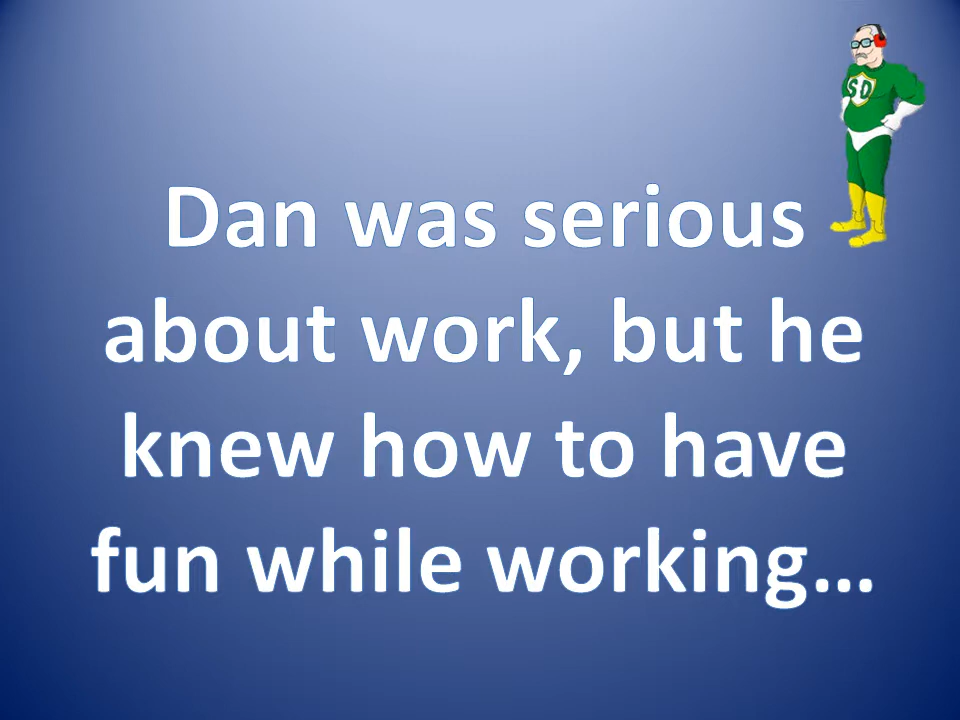 SD
Dan was serious
about work, but he
knew how to have
fun while working…